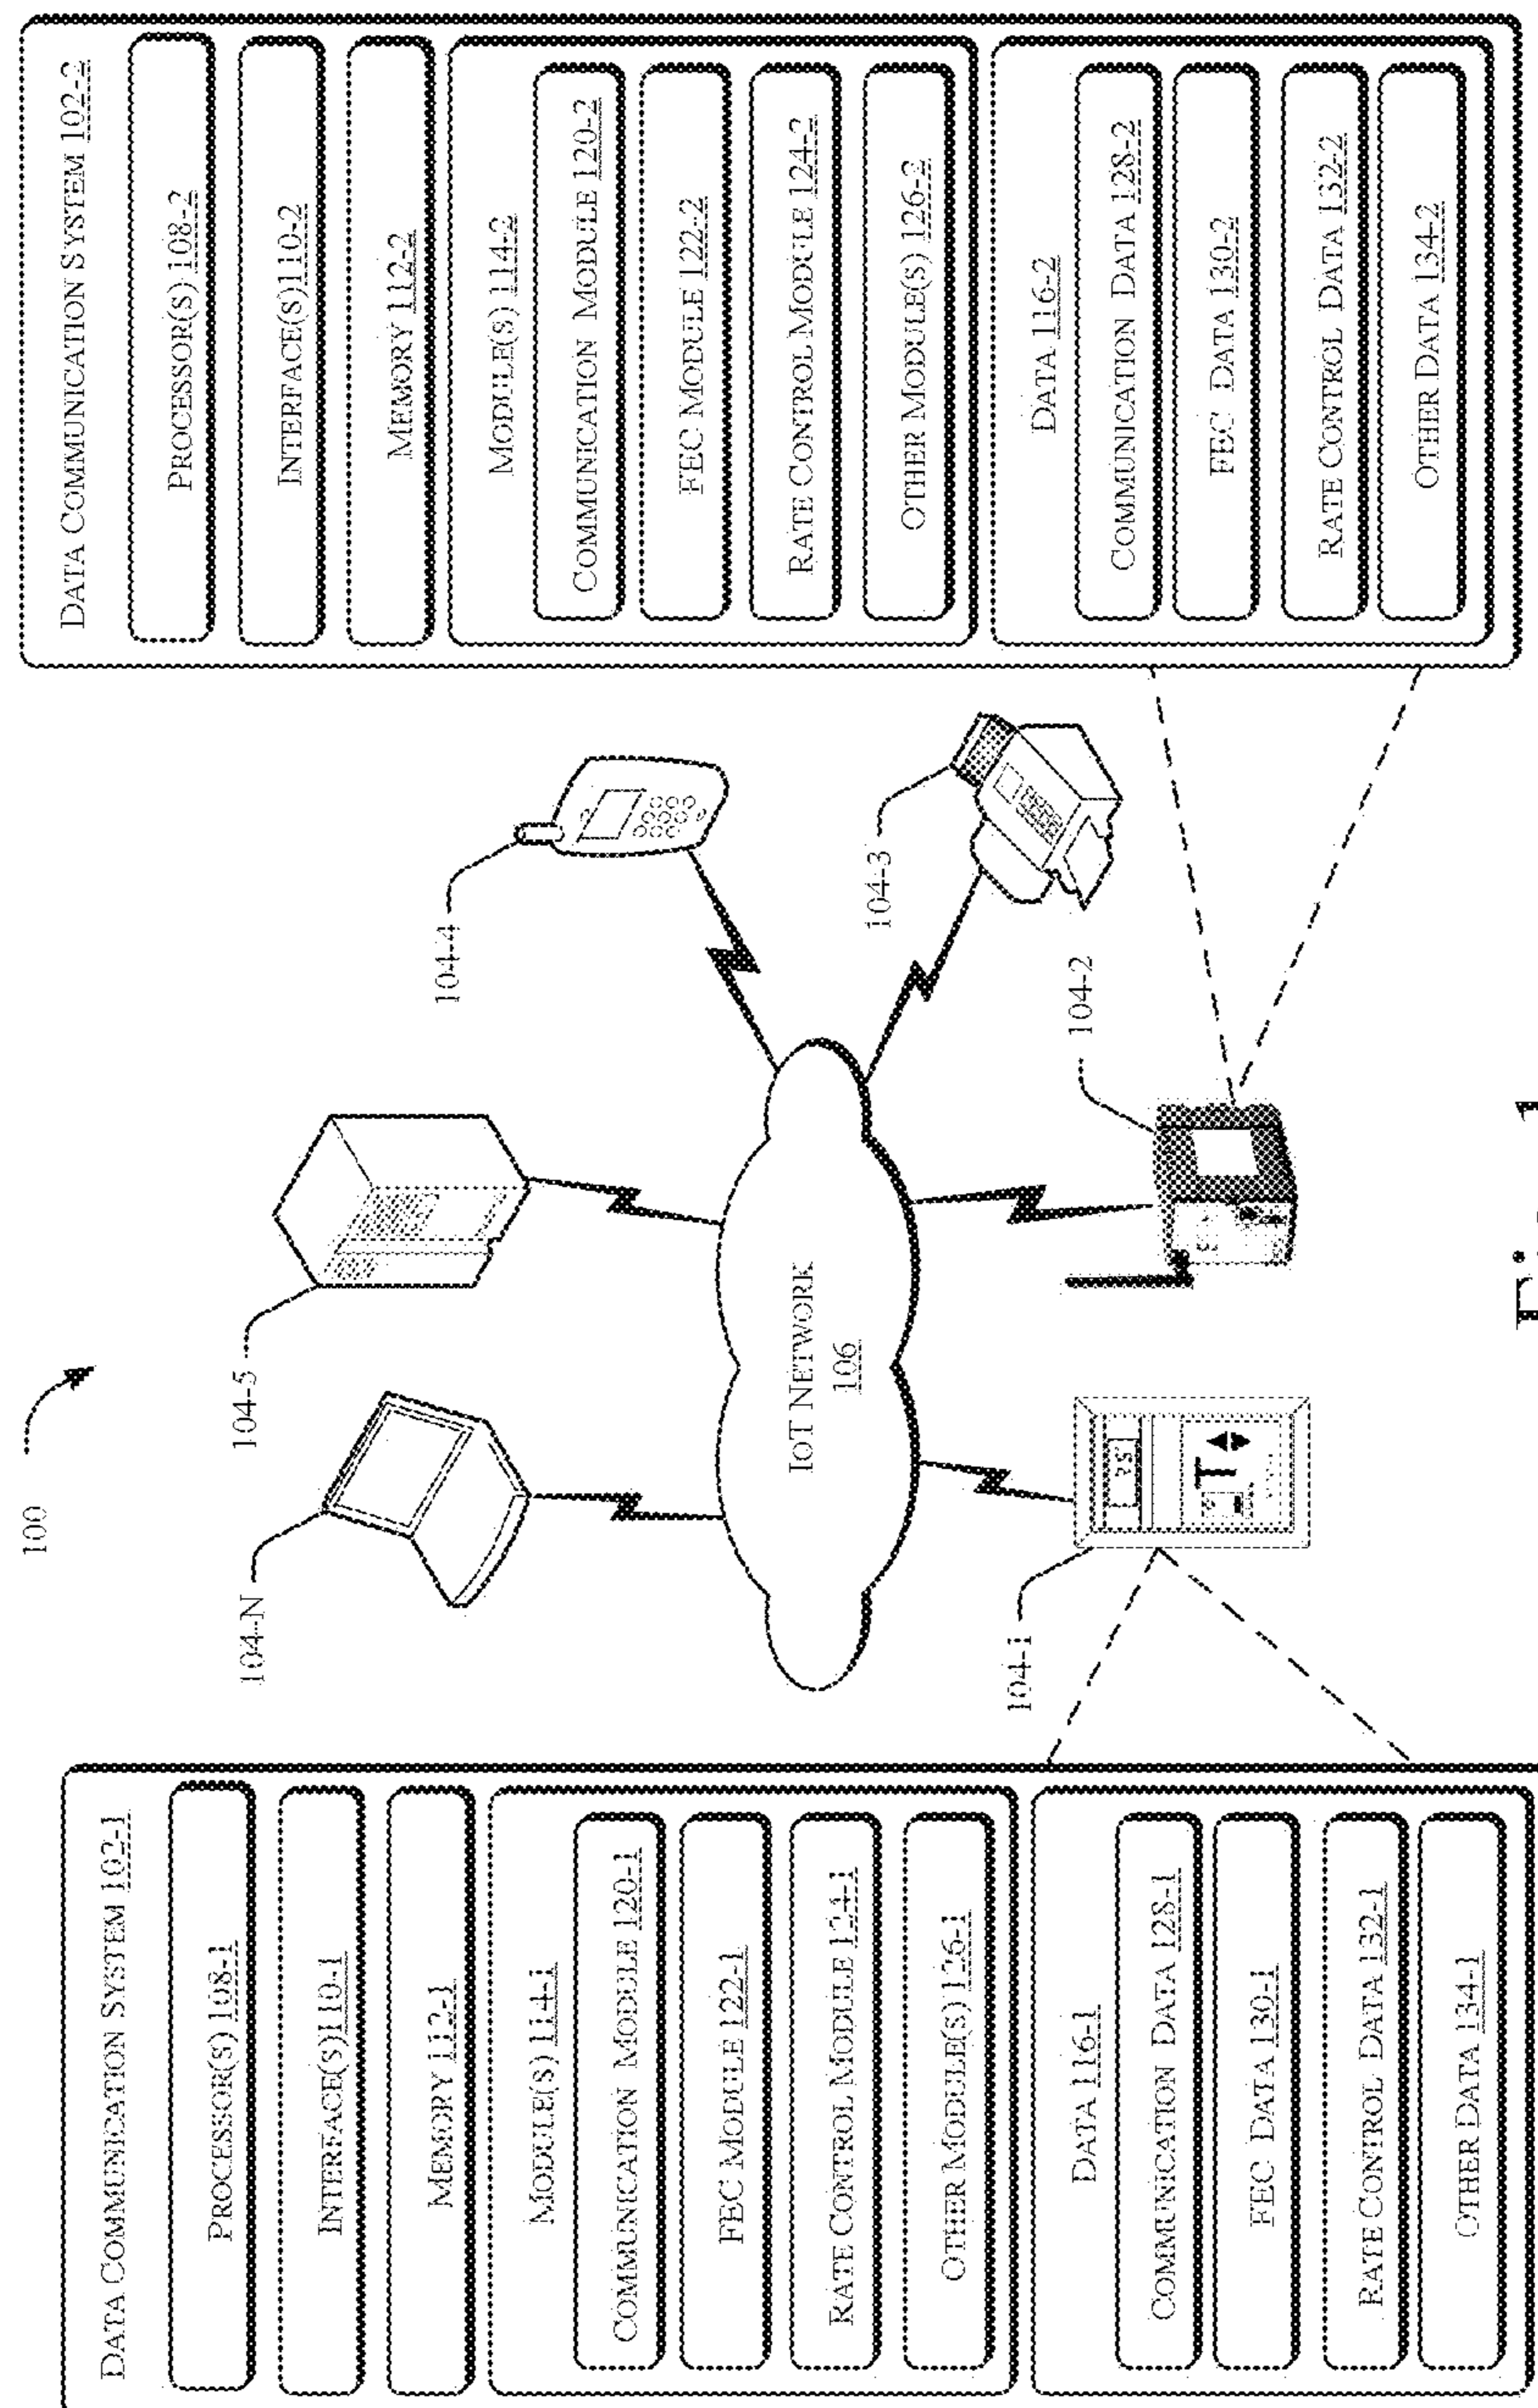 100
DATA COMMUNICATION SYSTEM 102-1
PROCESSOR(S) 108-1
INTERFACE(S)110-1
MEMORY 112-1
MODULE(S) 114-1
COMMUNICATION MODULE 120-1
FEC MODULE 122-1
RATE CONTROL MODULE 124-1
OTHER MODULE(S) 126-1
DATA 116-1
COMMUNICATION DATA 128-1
FEC DATA 130-1
RATE CONTROL DATA 132-1
OTHER DATA 134-1
104-N
104-5
104-4
IOT NETWORK
106
104-1
104-2
104-3
DATA COMMUNICATION SYSTEM 102-2
PROCESSOR(S) 108-2
INTERFACE(S)110-2
MEMORY 112-2
MODULE(S) 114-2
COMMUNICATION MODULE 120-2
FEC MODULE 122-2
RATE CONTROL MODULE 124-2
OTHER MODULE(S) 126-2
DATA 116-2
COMMUNICATION DATA 128-2
FEC DATA 130-2
RATE CONTROL DATA 132-2
OTHER DATA 134-2